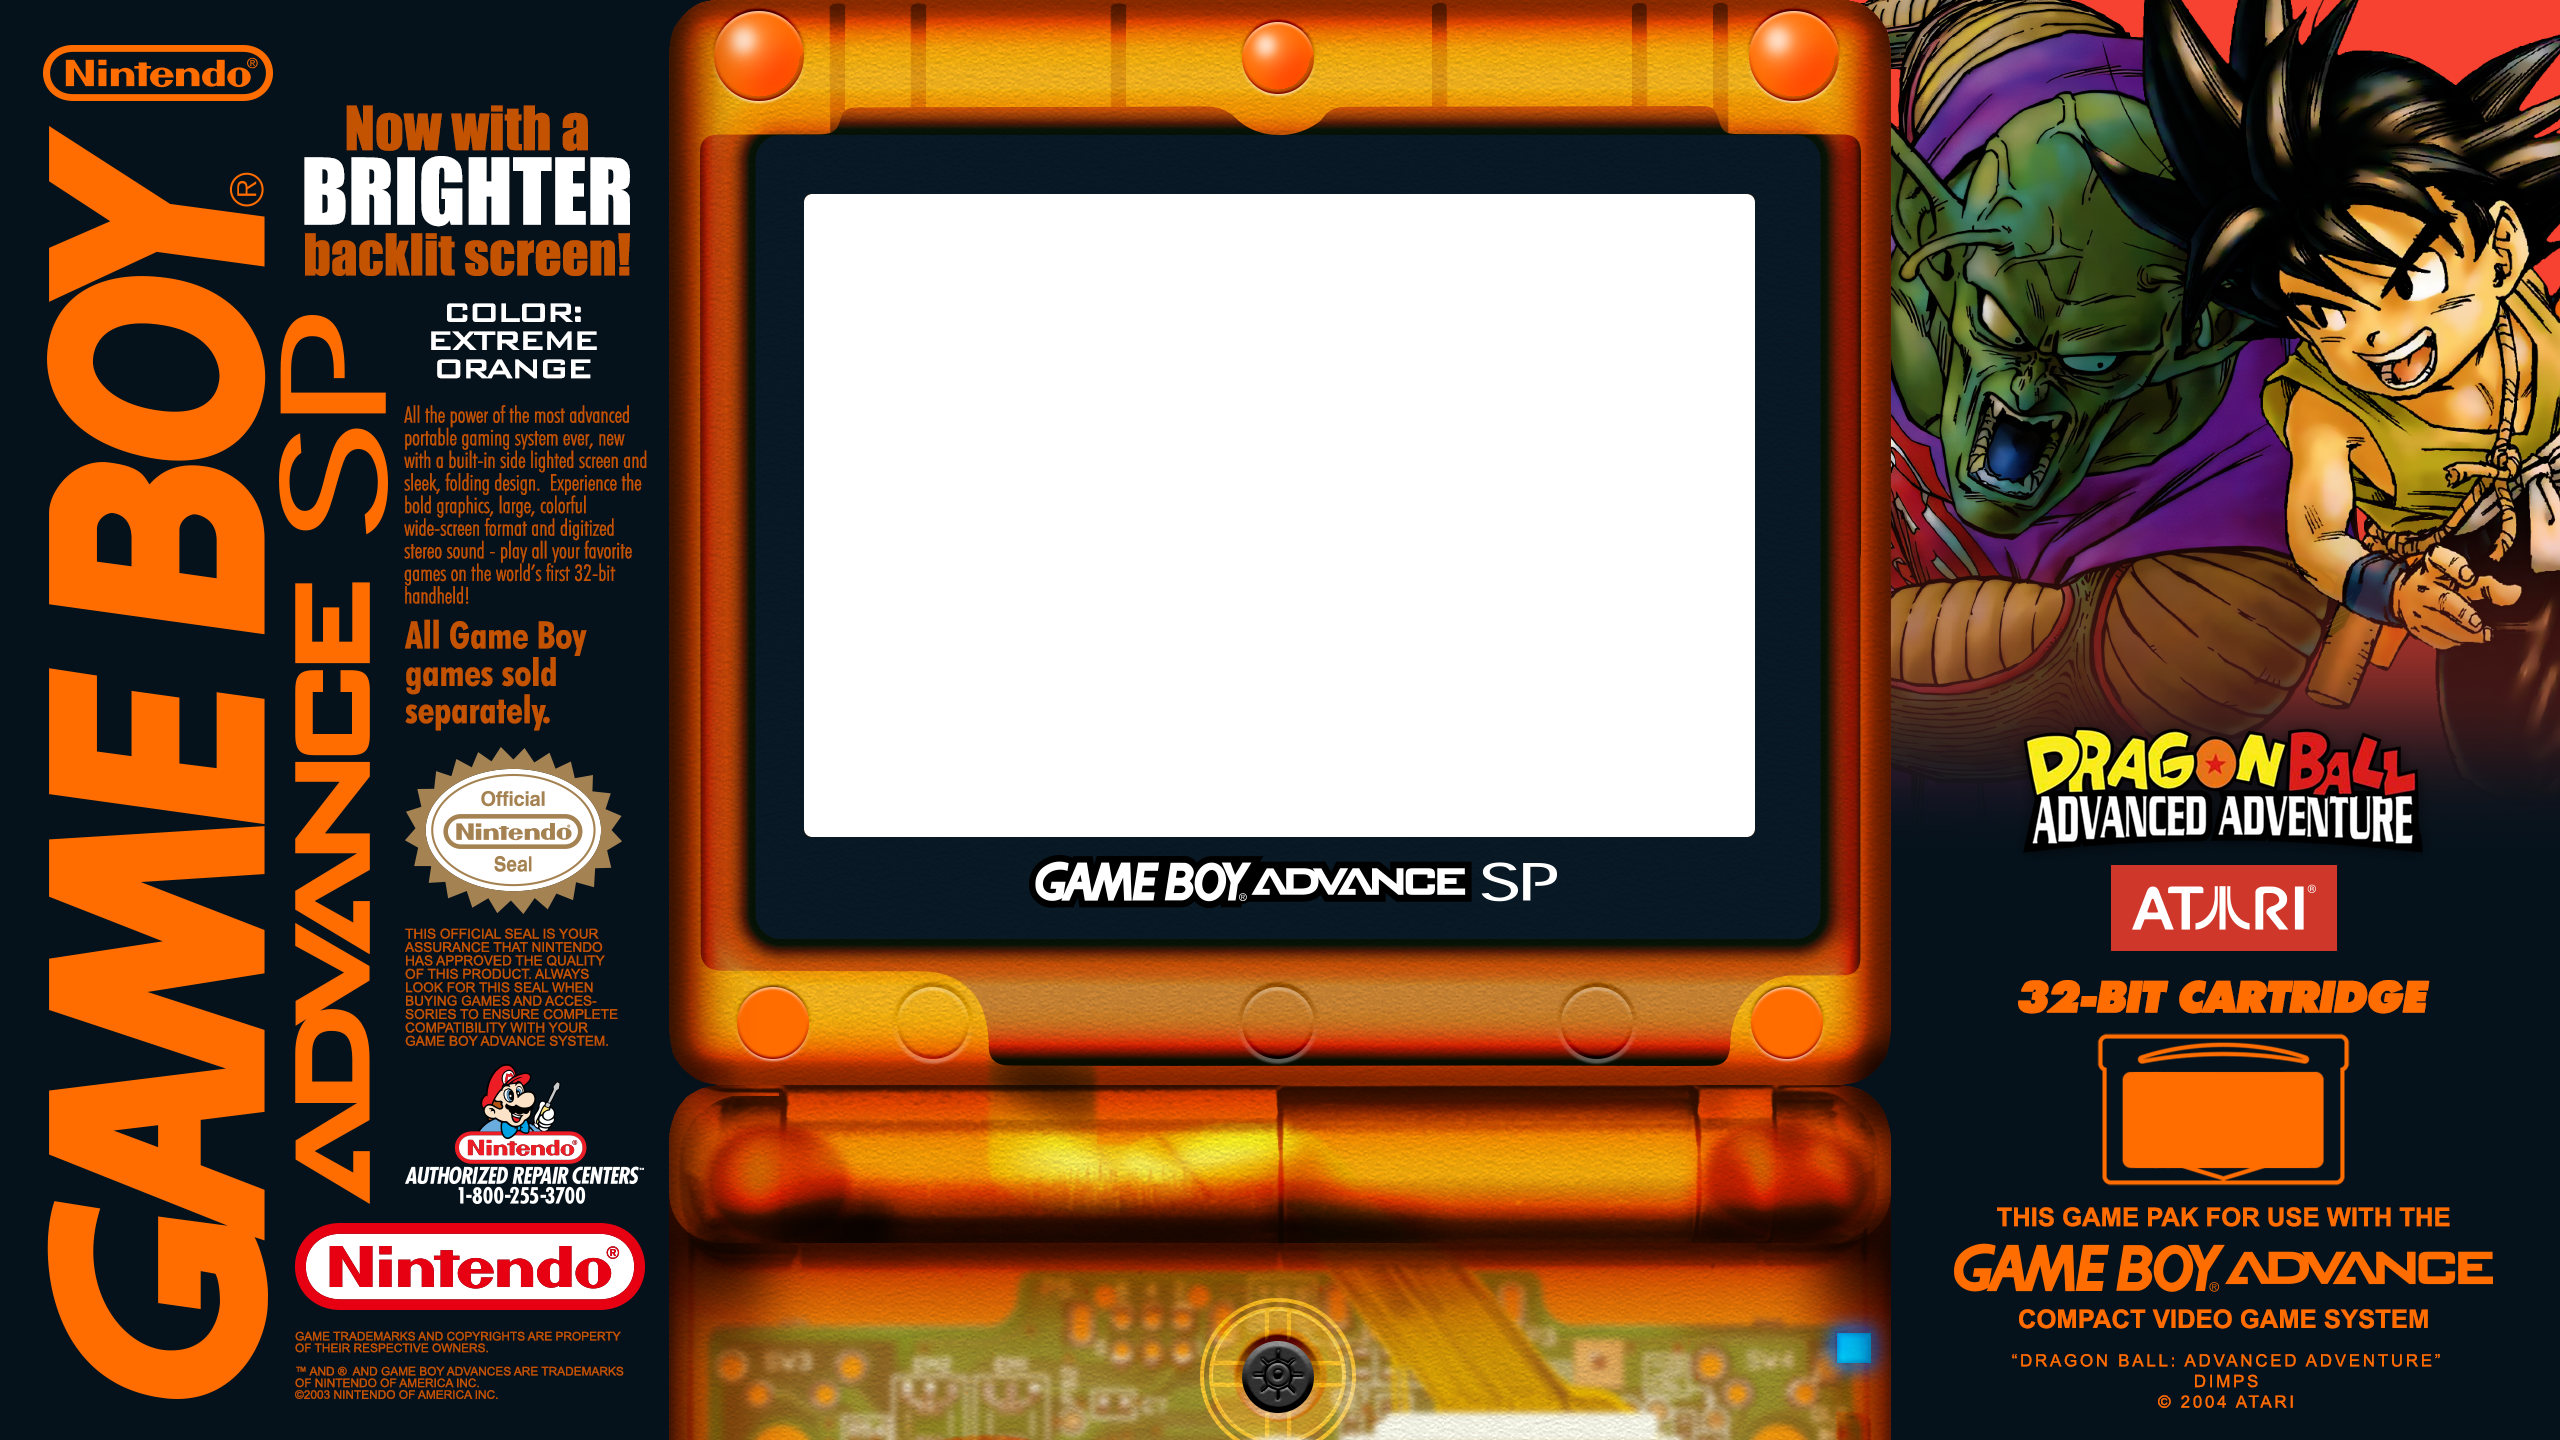 Nintendo®
GAME BOY®
ADVANCE SP
Now with a
BRIGHTER
backlit screen!
COLOR:
EXTREME
ORANGE
All the power of the most advanced
portable gaming system ever, new
with a built-in side lighted screen and
sleek, folding design. Experience the
bold graphics, large, colorful
wide-screen format and digitized
stereo sound - play all your favorite
games on the world's first 32-bit
handheld!
All Game Boy
games sold
separately.
Official
Nintendo
Seal
THIS OFFICIAL SEAL IS YOUR
ASSURANCE THAT NINTENDO
HAS APPROVED THE QUALITY
OF THIS PRODUCT. ALWAYS
LOOK FOR THIS SEAL WHEN
BUYING GAMES AND ACCES-
SORIES TO ENSURE COMPLETE
COMPATIBILITY WITH YOUR
GAME BOY ADVANCE SYSTEM.
Nintendo®
AUTHORIZED REPAIR CENTERS™
1-800-255-3700
Nintendo®
GAME TRADEMARKS AND COPYRIGHTS ARE PROPERTY
OF THEIR RESPECTIVE OWNERS.
™ AND ® AND GAME BOY ADVANCES ARE TRADEMARKS
OF NINTENDO OF AMERICA INC.
©2003 NINTENDO OF AMERICA INC.
GAME BOY® ADVANCE SP
DRAGON BALL
ADVANCED ADVENTURE
ATARI®
32-BIT CARTRIDGE
THIS GAME PAK FOR USE WITH THE
GAME BOY® ADVANCE
COMPACT VIDEO GAME SYSTEM
“DRAGON BALL: ADVANCED ADVENTURE”
DIMPS
© 2004 ATARI